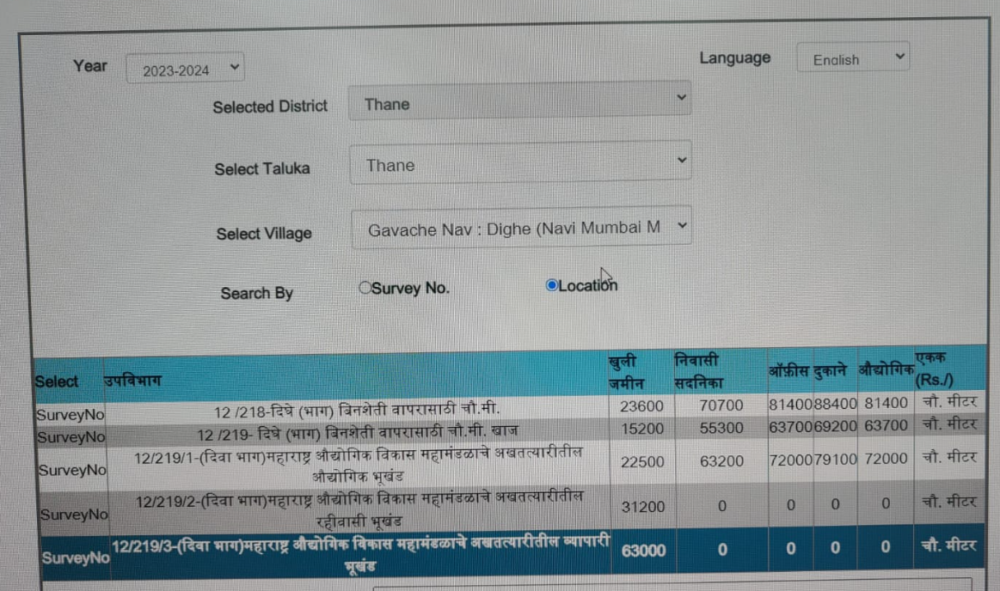 Year 2023-2024 Language English
Selected District Thane
Select Taluka Thane
Select Village Gavache Nav : Dighe (Navi Mumbai M
Search By Survey No. Location
Select उपविभाग खुली जमीन निवासी सदनिका ऑफ़ीस दुकाने औद्योगिक एकक (Rs./)
SurveyNo 12 /218-दिघे (भाग) बिनशेती वापरासाठी चौ.मी. 23600 70700 81400 88400 81400 चौ. मीटर
SurveyNo 12 /219- दिघे (भाग) बिनशेती वापरासाठी चौ.मी. खाज 15200 55300 63700 69200 63700 चौ. मीटर
SurveyNo 12/219/1-(दिवा भाग)महाराष्ट्र औद्योगिक विकास महामंडळाचे अखत्यारीतील औद्योगिक भूखंड 22500 63200 72000 79100 72000 चौ. मीटर
SurveyNo 12/219/2-(दिवा भाग)महाराष्ट्र औद्योगिक विकास महामंडळाचे अखत्यारीतील रहीवासी भूखंड 31200 0 0 0 0 चौ. मीटर
SurveyNo 12/219/3-(दिवा भाग)महाराष्ट्र औद्योगिक विकास महामंडळाचे अखत्यारीतील व्यापारी भूखंड 63000 0 0 0 0 चौ. मीटर